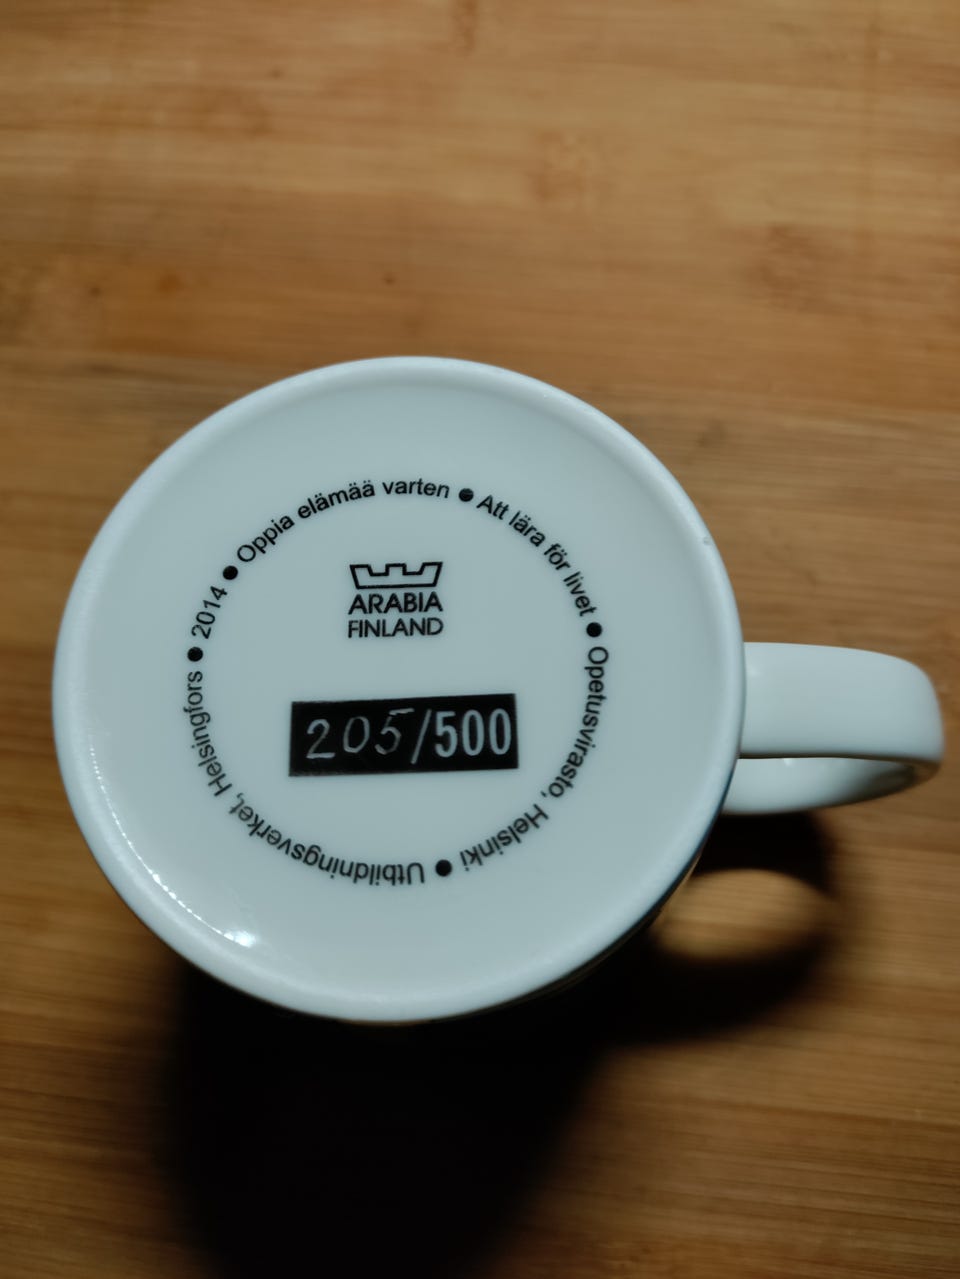 Oppia elämää varten ● Att lära för livet ● Opetusvirasto, Helsinki ● Utbildningsverket, Helsingfors ● 2014 ●
ARABIA
FINLAND
205/500